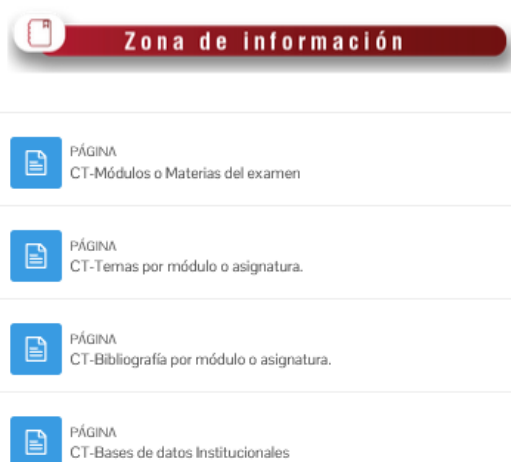 Zona de información
PÁGINA
CT-Módulos o Materias del examen
PÁGINA
CT-Temas por módulo o asignatura.
PÁGINA
CT-Bibliografía por módulo o asignatura.
PÁGINA
CT-Bases de datos Institucionales